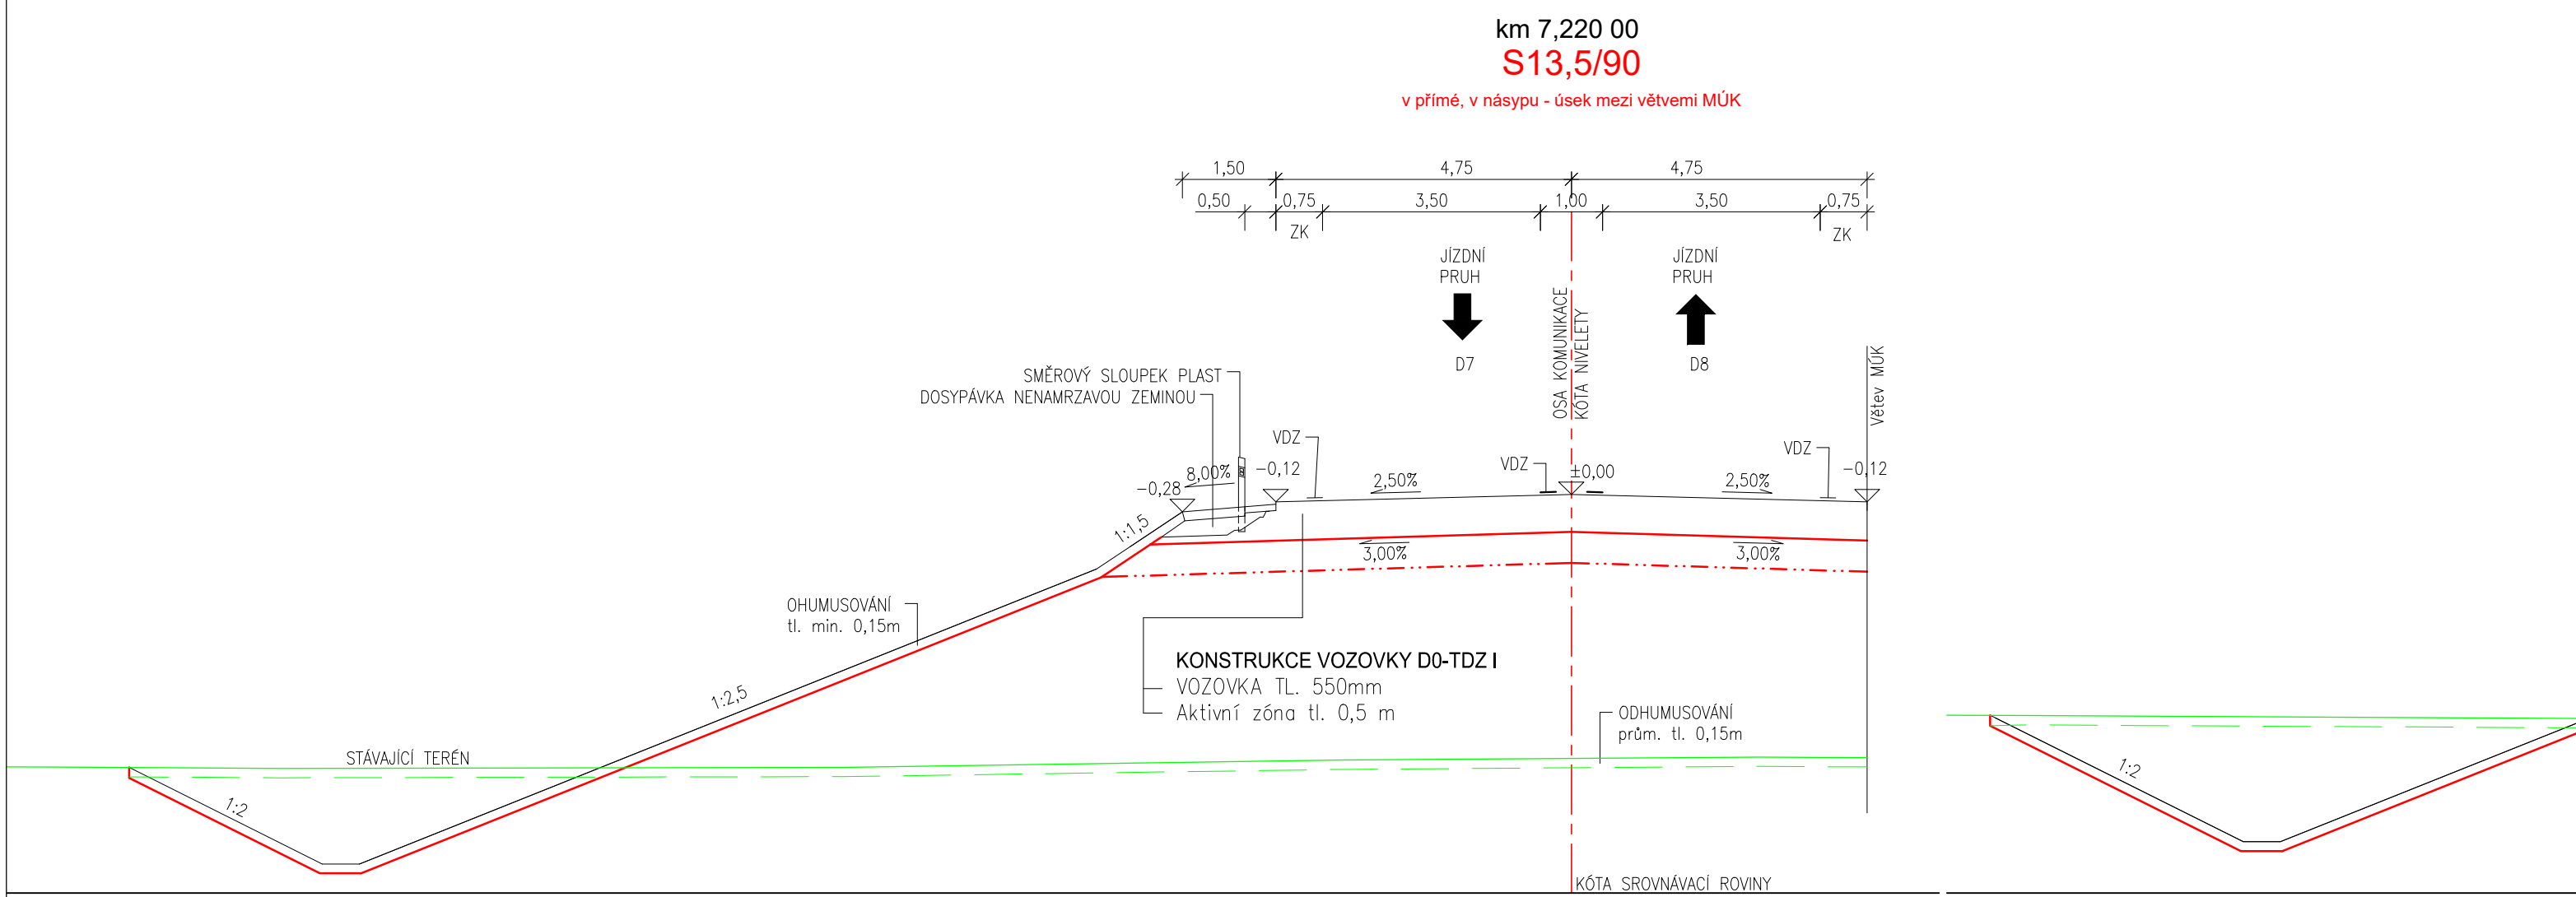 km 7,220 00
S13,5/90
v přímé, v násypu - úsek mezi větvemi MÚK
1,50 4,75 4,75
0,50 0,75 3,50 1,00 3,50 0,75
ZK ZK
JÍZDNÍ
PRUH
JÍZDNÍ
PRUH
D7
D8
OSA KOMUNIKACE
KÓTA NIVELETY
Větev MÚK
SMĚROVÝ SLOUPEK PLAST
DOSYPÁVKA NENAMRZAVOU ZEMINOU
VDZ
VDZ
VDZ
-0,28
8,00%
-0,12
2,50%
±0,00
2,50%
-0,12
1:1,5
3,00%
3,00%
OHUMUSOVÁNÍ
tl. min. 0,15m
KONSTRUKCE VOZOVKY D0-TDZ I
VOZOVKA TL. 550mm
Aktivní zóna tl. 0,5 m
1:2,5
ODHUMUSOVÁNÍ
prům. tl. 0,15m
STÁVAJÍCÍ TERÉN
1:2
1:2
KÓTA SROVNÁVACÍ ROVINY